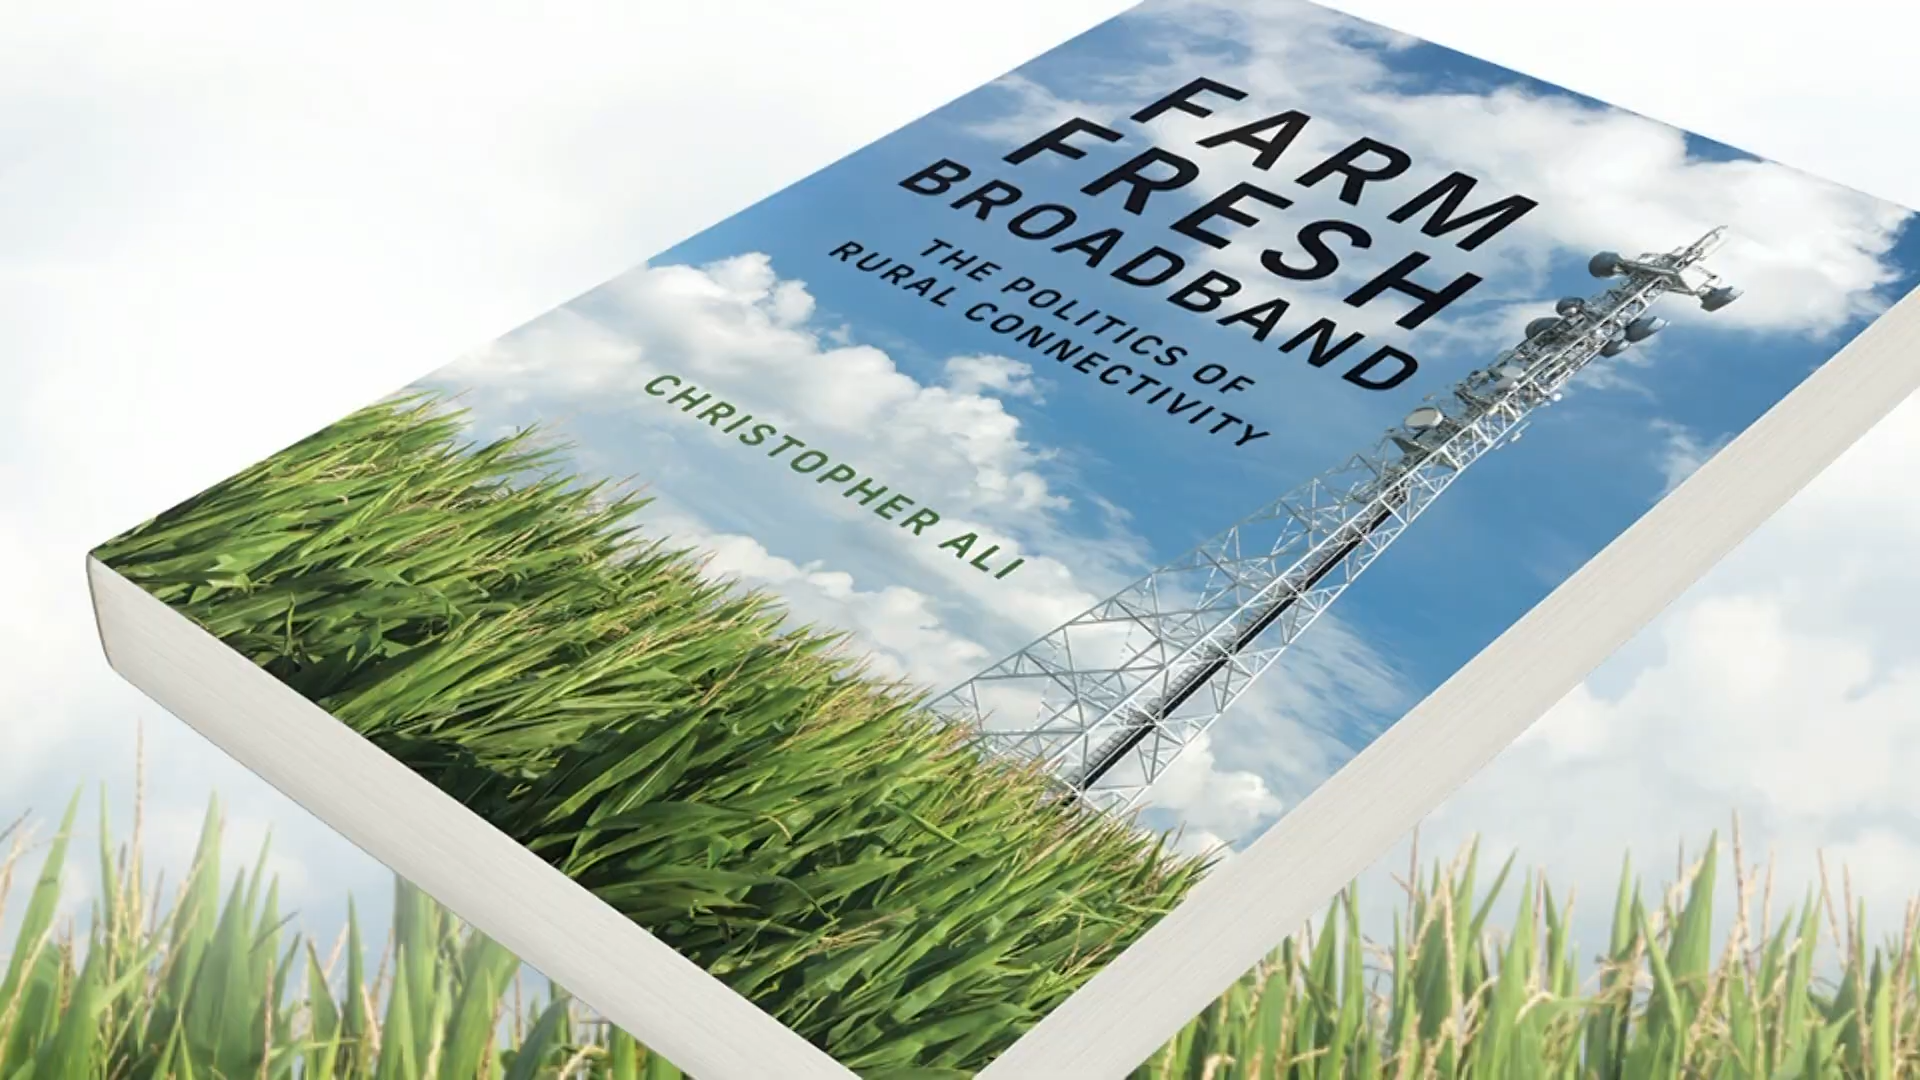 FARM
FRESH
BROADBAND
THE POLITICS OF
RURAL CONNECTIVITY
CHRISTOPHER ALI